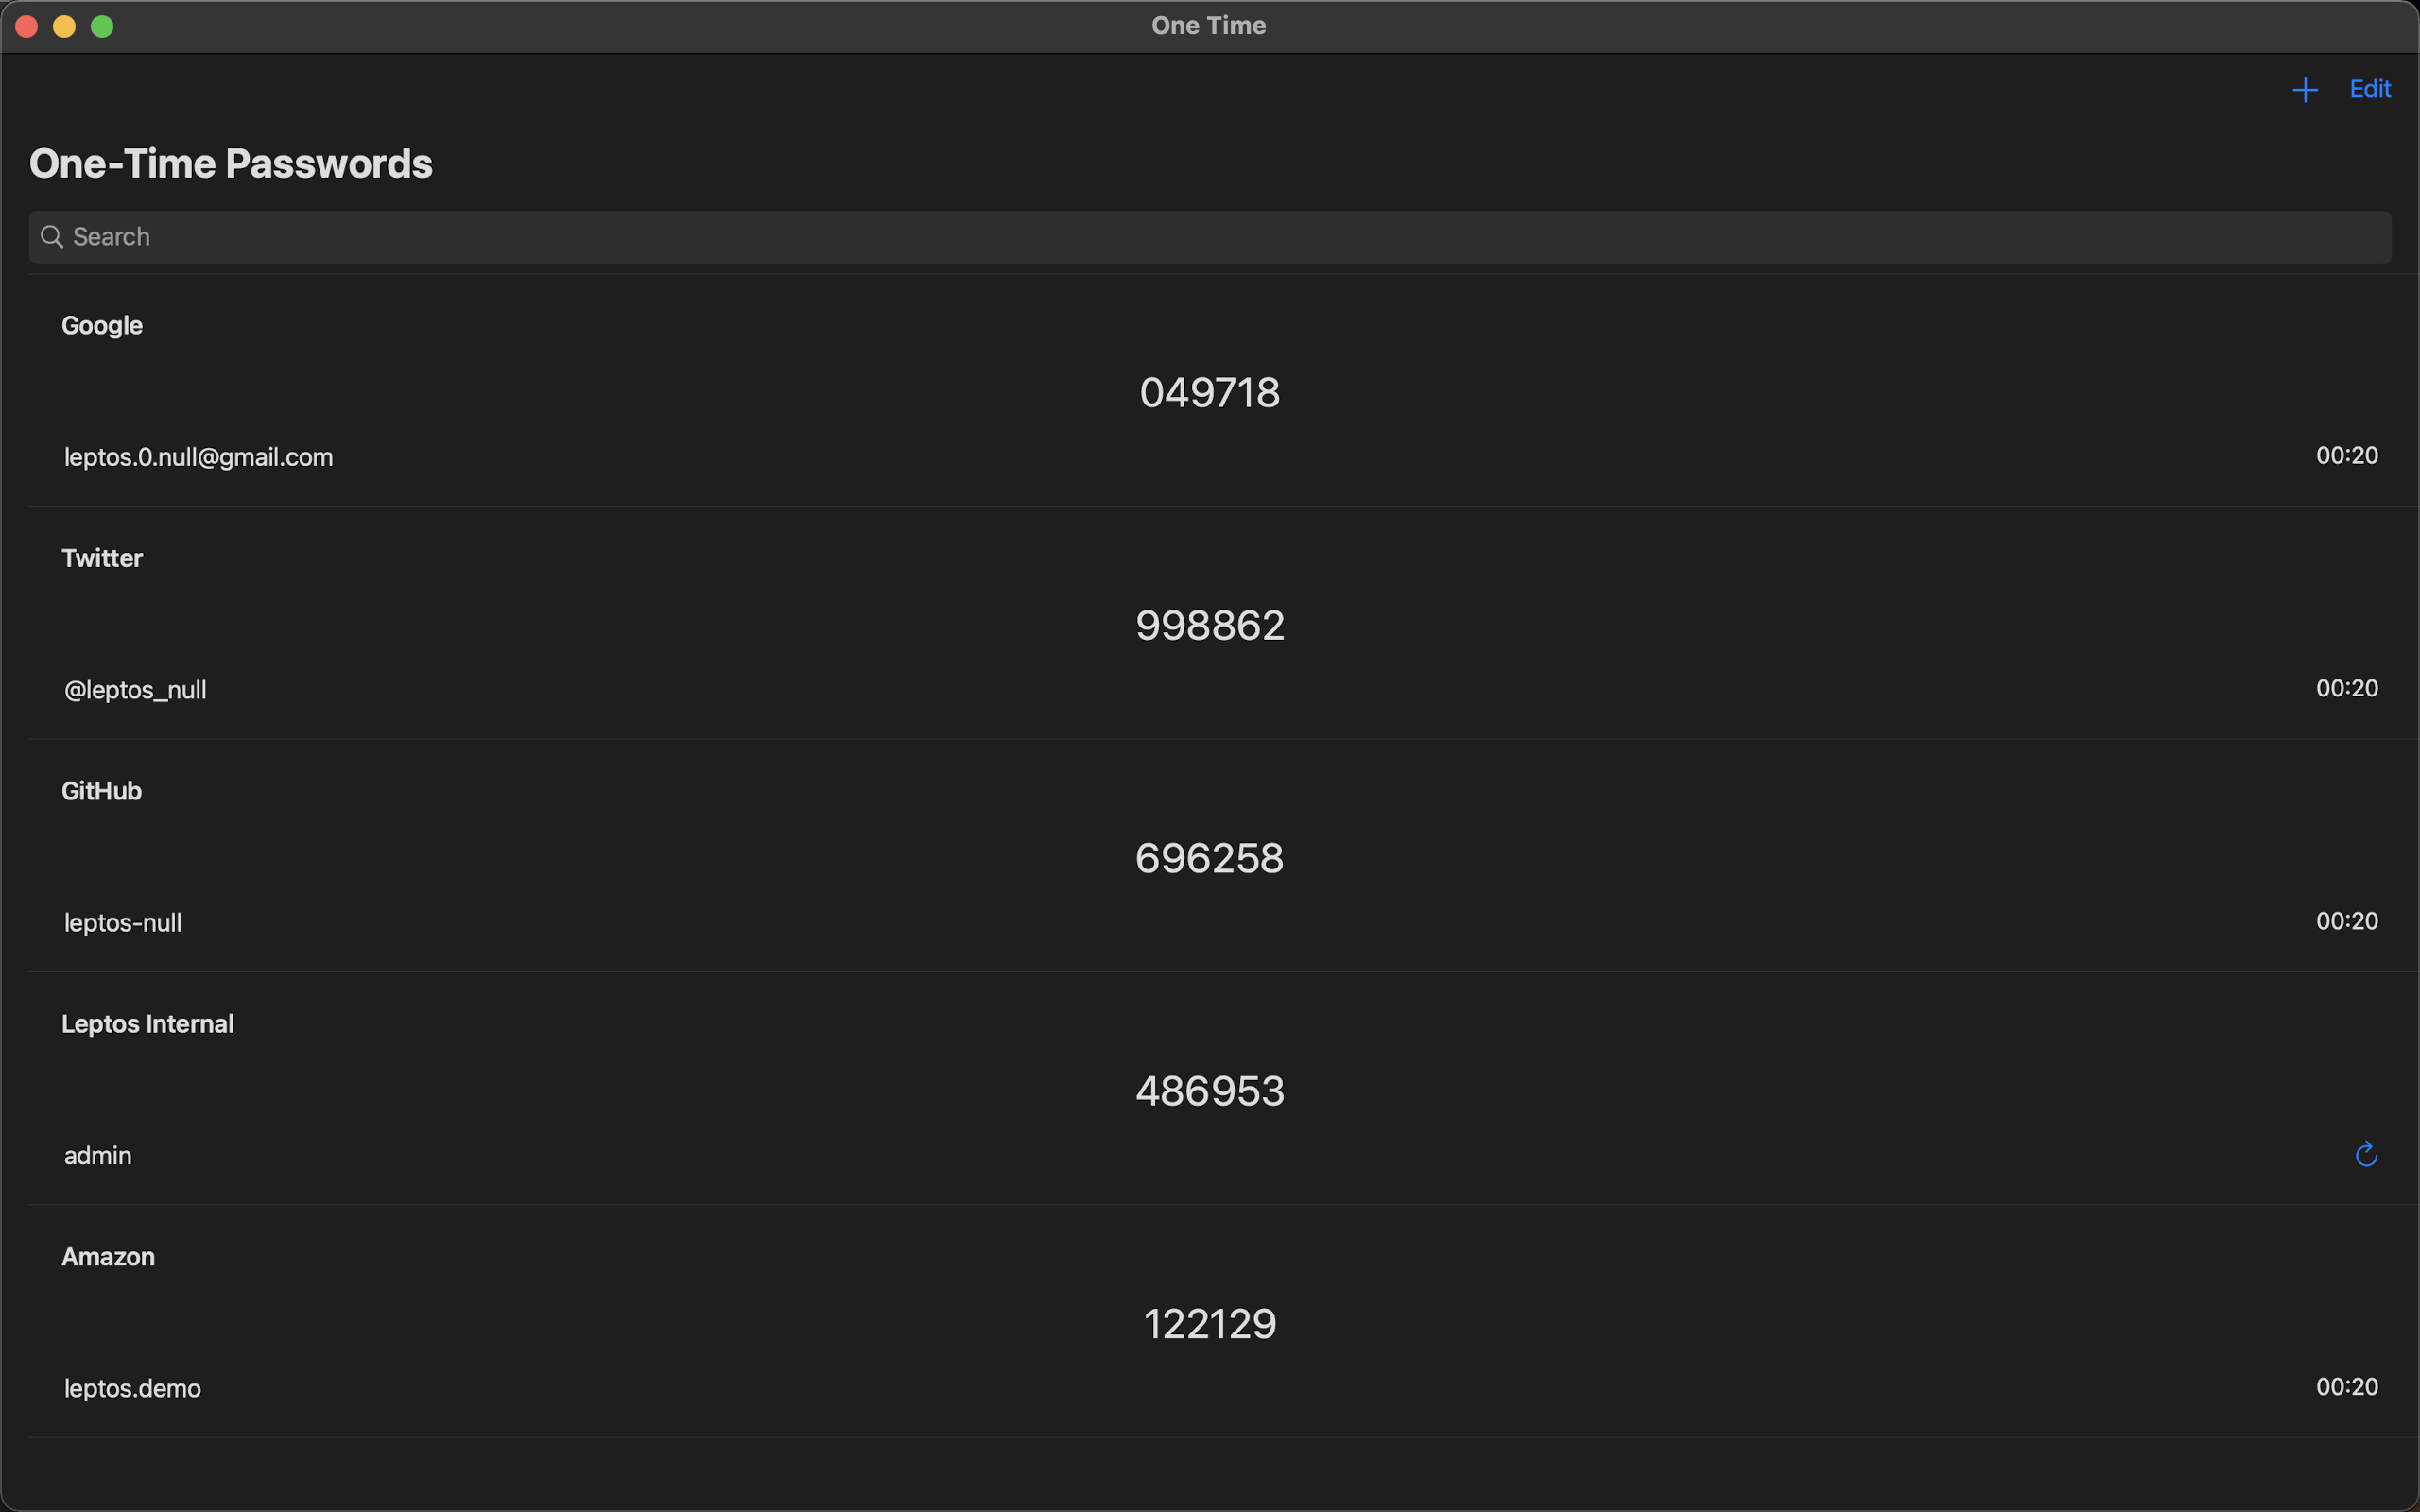 One Time
Edit
One-Time Passwords
Search
Google
049718
leptos.0.null@gmail.com 00:20
Twitter
998862
@leptos_null 00:20
GitHub
696258
leptos-null 00:20
Leptos Internal
486953
admin
Amazon
122129
leptos.demo 00:20